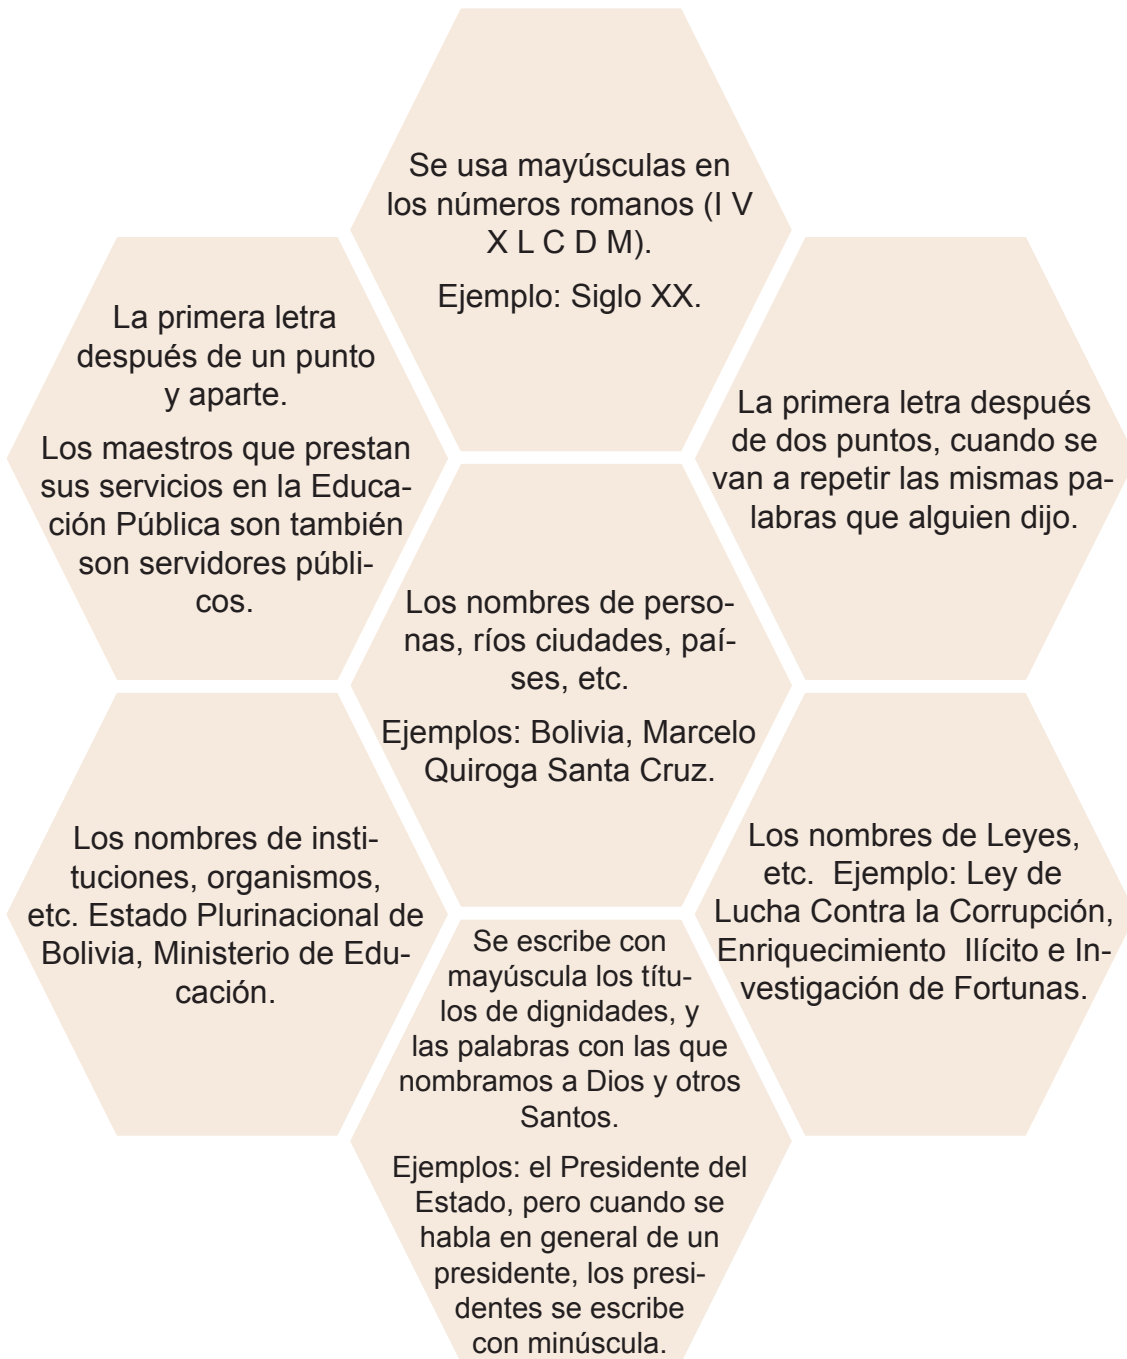 Se usa mayúsculas en
los números romanos (I V
X L C D M).
Ejemplo: Siglo XX.
La primera letra
después de un punto
y aparte.
Los maestros que prestan
sus servicios en la Educa-
ción Pública son también
son servidores públi-
cos.
La primera letra después
de dos puntos, cuando se
van a repetir las mismas pa-
labras que alguien dijo.
Los nombres de perso-
nas, ríos ciudades, paí-
ses, etc.
Ejemplos: Bolivia, Marcelo
Quiroga Santa Cruz.
Los nombres de insti-
tuciones, organismos,
etc. Estado Plurinacional de
Bolivia, Ministerio de Edu-
cación.
Los nombres de Leyes,
etc.  Ejemplo: Ley de
Lucha Contra la Corrupción,
Enriquecimiento  Ilícito e In-
vestigación de Fortunas.
Se escribe con
mayúscula los títu-
los de dignidades, y
las palabras con las que
nombramos a Dios y otros
Santos.
Ejemplos: el Presidente del
Estado, pero cuando se
habla en general de un
presidente, los presi-
dentes se escribe
con minúscula.